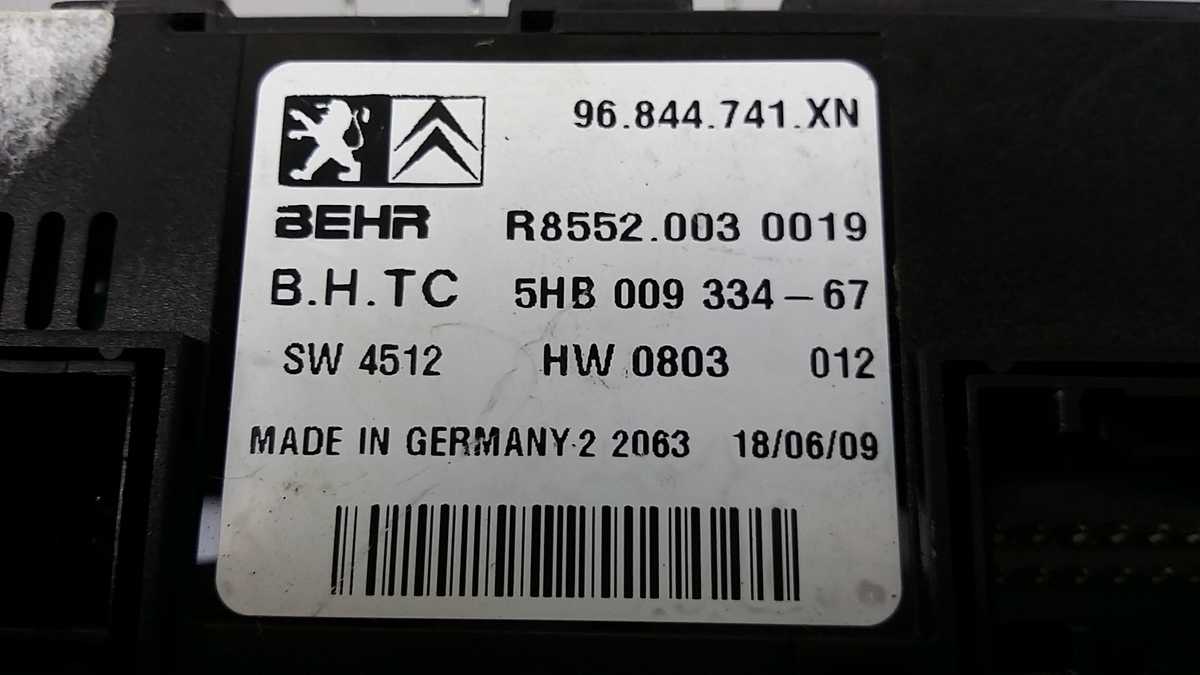 96.844.741.XN
BEHR R8552.003 0019
B.H.TC 5HB 009 334-67
SW 4512 HW 0803 012
MADE IN GERMANY·2 2063 18/06/09